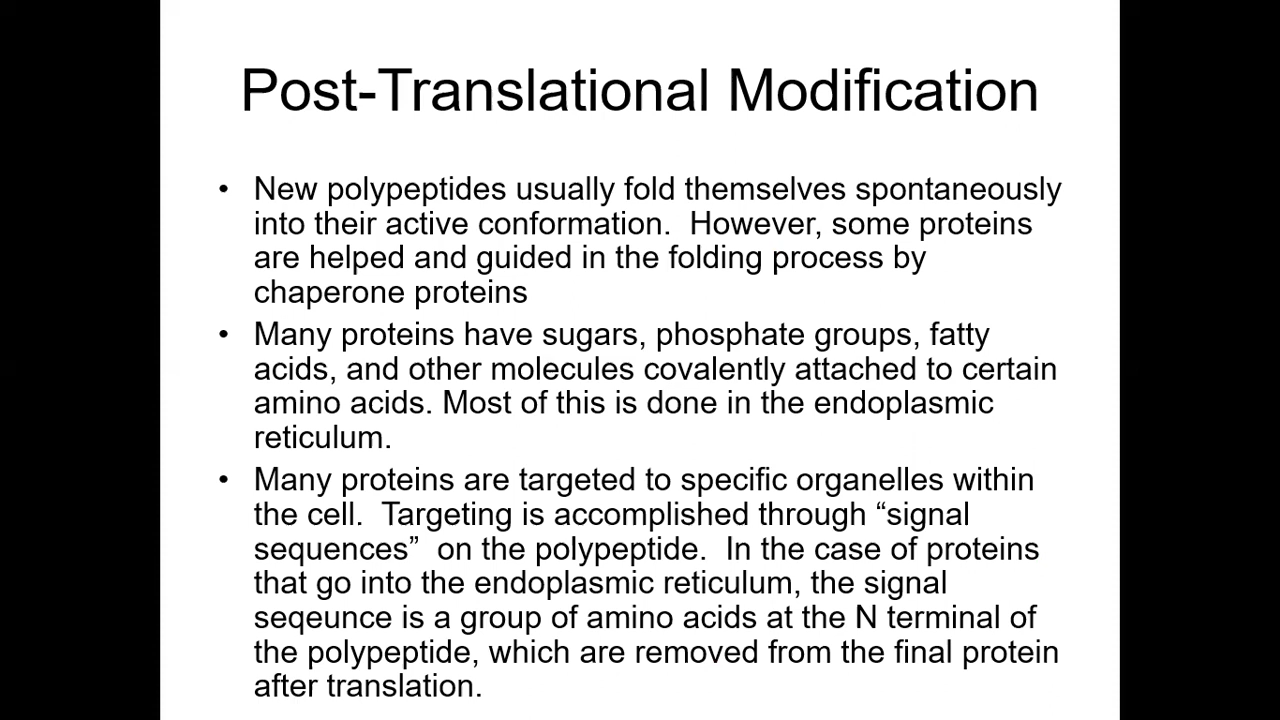 Post-Translational Modification
• New polypeptides usually fold themselves spontaneously
into their active conformation.  However, some proteins
are helped and guided in the folding process by
chaperone proteins
• Many proteins have sugars, phosphate groups, fatty
acids, and other molecules covalently attached to certain
amino acids. Most of this is done in the endoplasmic
reticulum.
• Many proteins are targeted to specific organelles within
the cell.  Targeting is accomplished through “signal
sequences”  on the polypeptide.  In the case of proteins
that go into the endoplasmic reticulum, the signal
seqeunce is a group of amino acids at the N terminal of
the polypeptide, which are removed from the final protein
after translation.